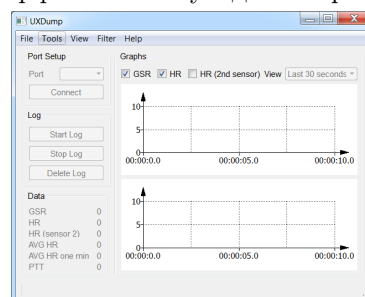 UXDump
File Tools View Filter Help
Port Setup
Port
Connect
Log
Start Log
Stop Log
Delete Log
Data
GSR 0
HR 0
HR (sensor 2) 0
AVG HR 0
AVG HR one min 0
PTT 0
Graphs
GSR HR HR (2nd sensor) View Last 30 seconds
10
5
0
00:00:0.0 00:00:05.0 00:00:10.0
10
5
0
00:00:0.0 00:00:05.0 00:00:10.0